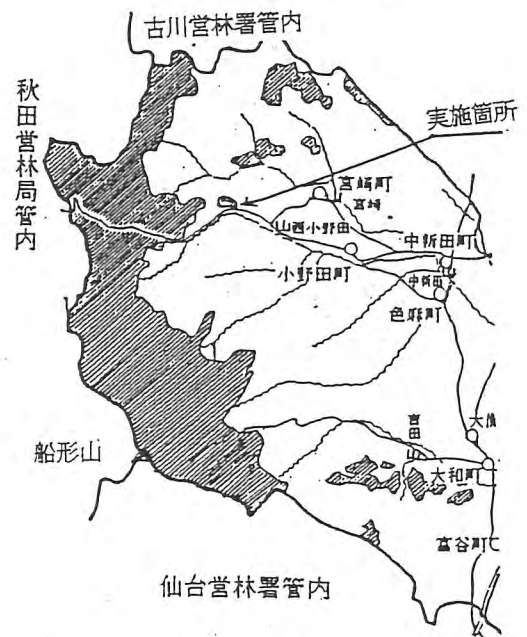 古川営林署管内
秋田営林局管内
実施箇所
宮崎町
宮崎
中新田町
小野田
小野田町
中新田
色麻町
船形山
吉田
大衡
大和町
富谷町
仙台営林署管内